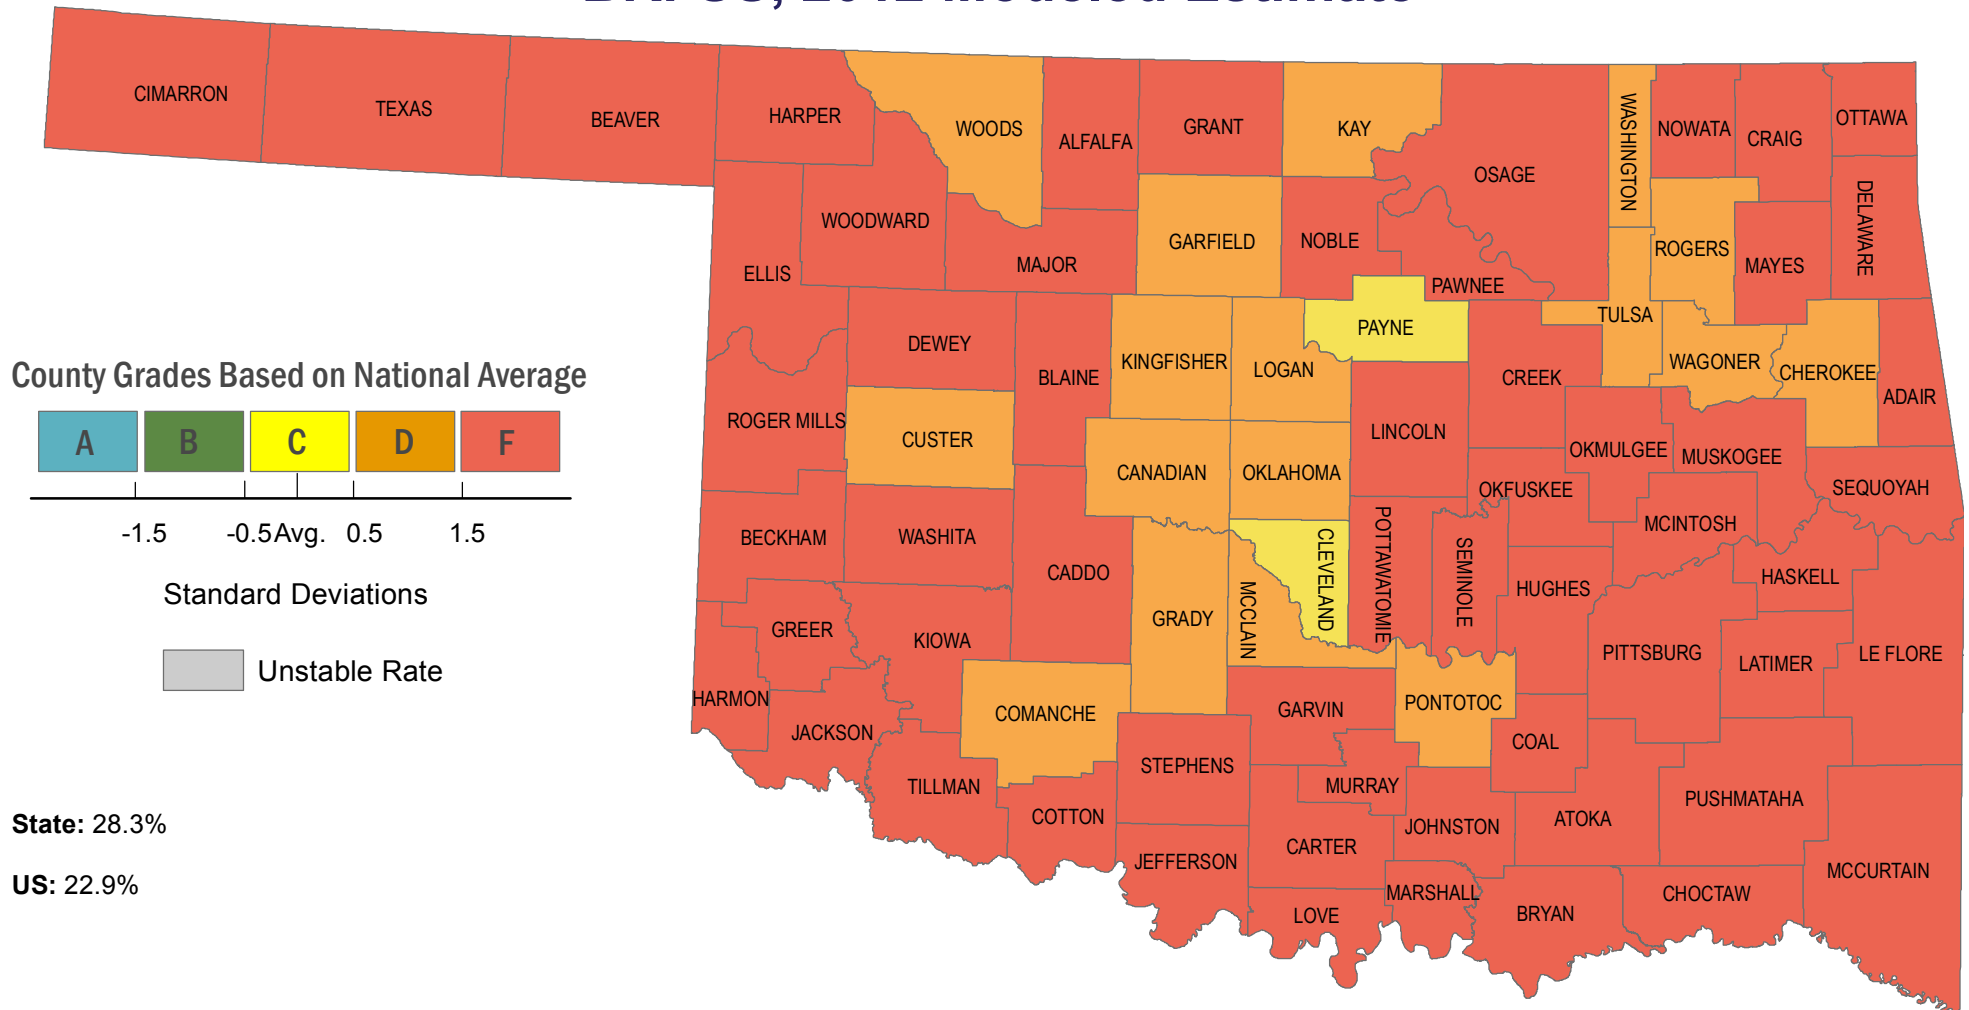 BRFSS, 2012 Modeled Estimate
CIMARRON
TEXAS
BEAVER
HARPER
WOODS
ALFALFA
GRANT
KAY
OSAGE
WASHINGTON
NOWATA
CRAIG
OTTAWA
DELAWARE
WOODWARD
ELLIS
MAJOR
GARFIELD
NOBLE
PAWNEE
ROGERS
MAYES
DEWEY
BLAINE
KINGFISHER
LOGAN
PAYNE
CREEK
TULSA
WAGONER
CHEROKEE
ADAIR
County Grades Based on National Average
A B C D F
-1.5 -0.5 Avg. 0.5 1.5
Standard Deviations
Unstable Rate
ROGER MILLS
CUSTER
CANADIAN
OKLAHOMA
LINCOLN
OKMULGEE
MUSKOGEE
SEQUOYAH
OKFUSKEE
MCINTOSH
BECKHAM
WASHITA
CADDO
GRADY
MCCLAIN
CLEVELAND
POTTAWATOMIE
SEMINOLE
HUGHES
HASKELL
GREER
KIOWA
PITTSBURG
LATIMER
LE FLORE
HARMON
JACKSON
COMANCHE
GARVIN
PONTOTOC
COAL
TILLMAN
STEPHENS
MURRAY
COTTON
JOHNSTON
ATOKA
PUSHMATAHA
JEFFERSON
CARTER
MARSHALL
LOVE
BRYAN
CHOCTAW
MCCURTAIN
State: 28.3%
US: 22.9%